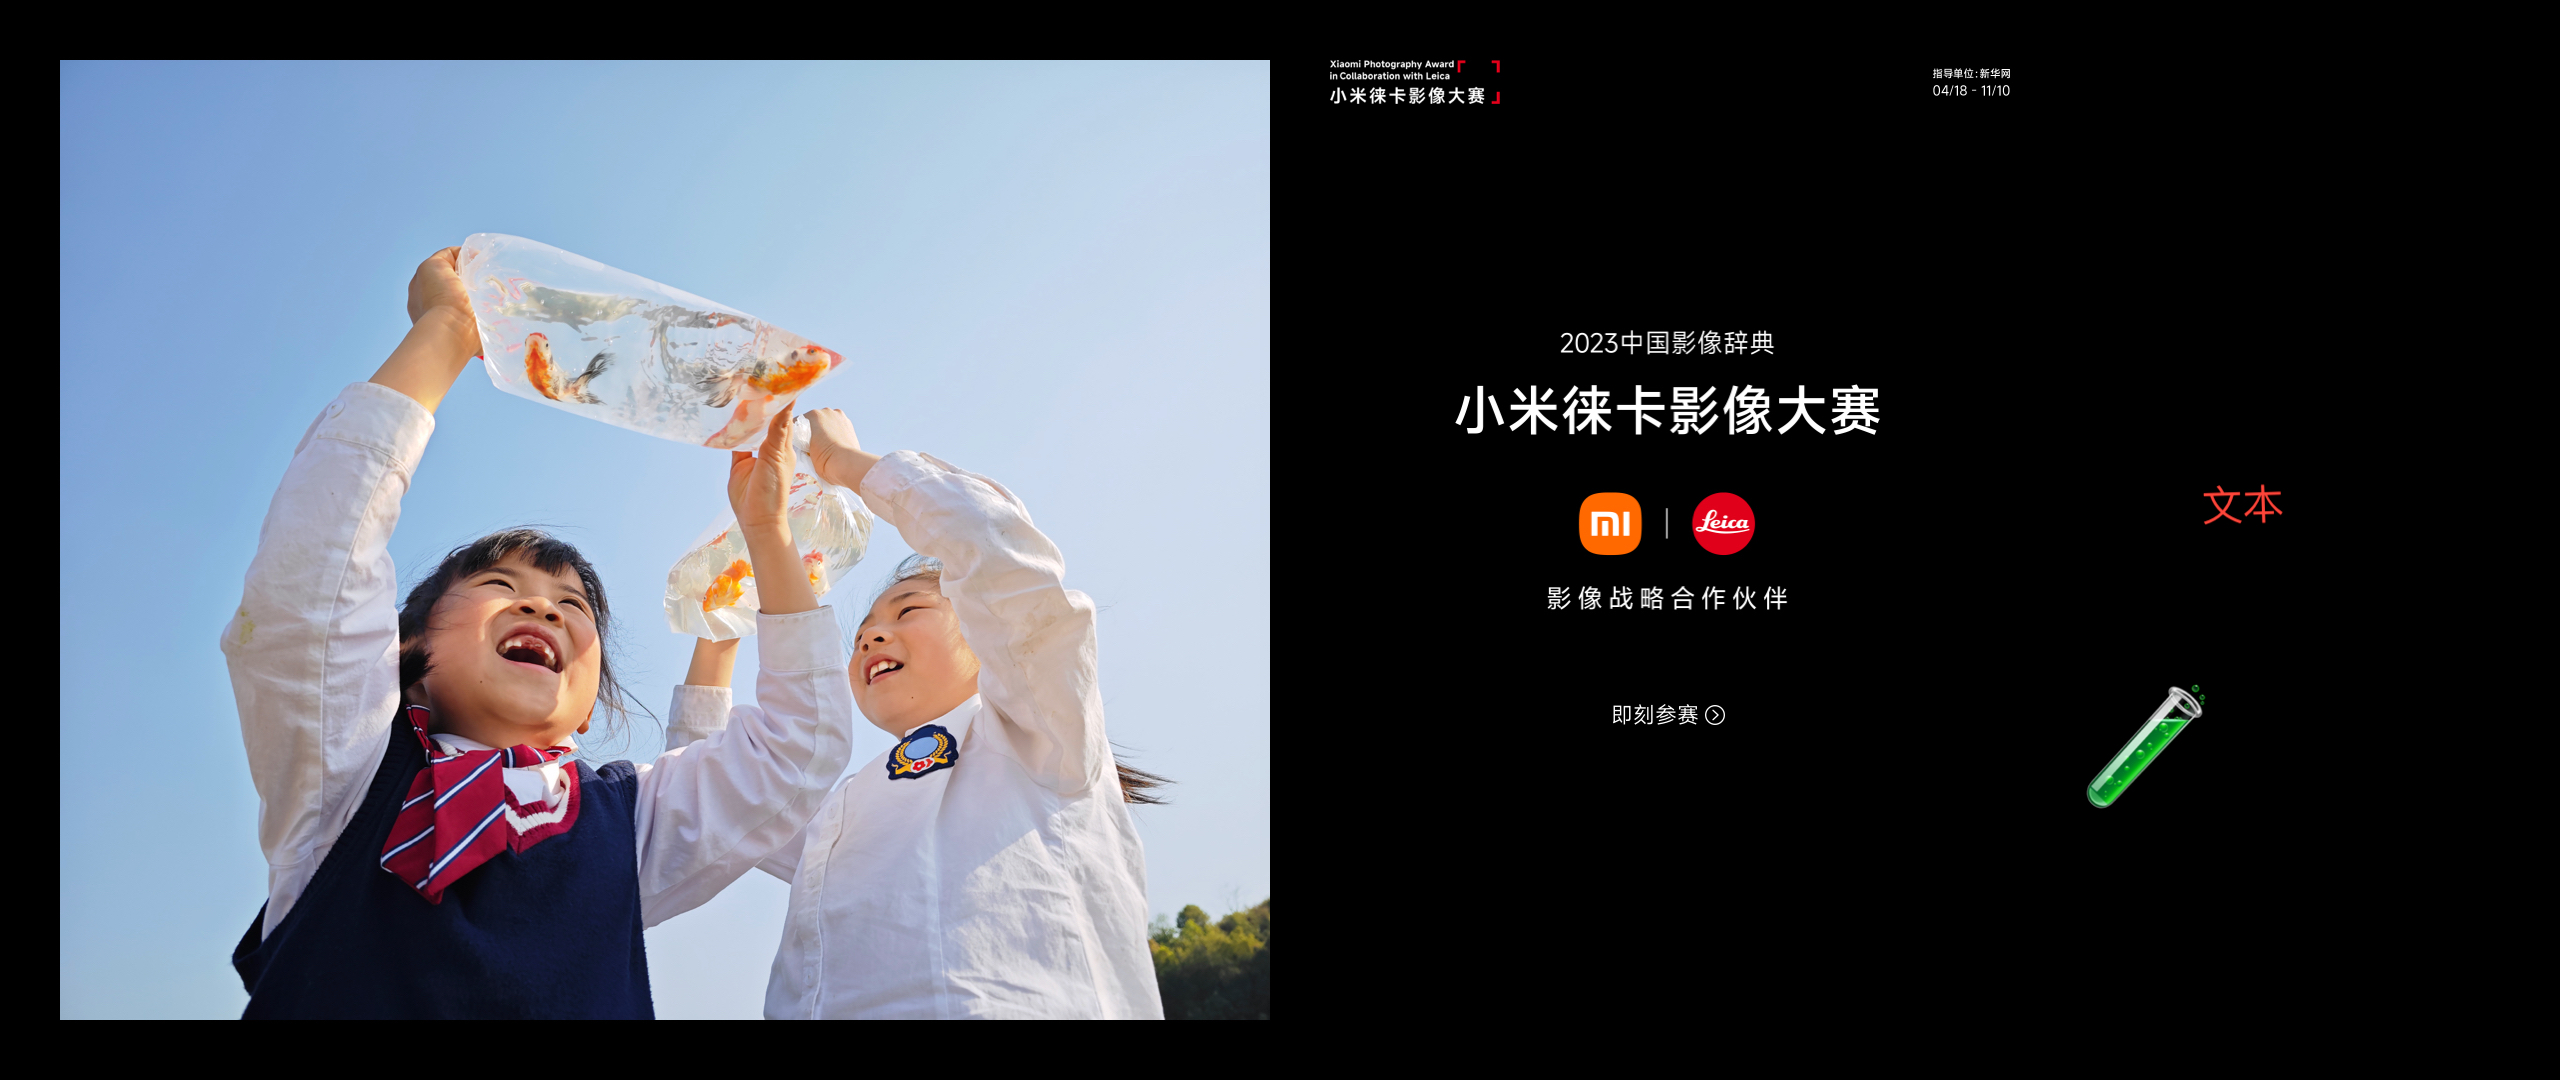 Xiaomi Photography Award
in Collaboration with Leica
小米徕卡影像大赛
指导单位:新华网
04/18 - 11/10
2023中国影像辞典
小米徕卡影像大赛
mi
Leica
影像战略合作伙伴
即刻参赛
文本